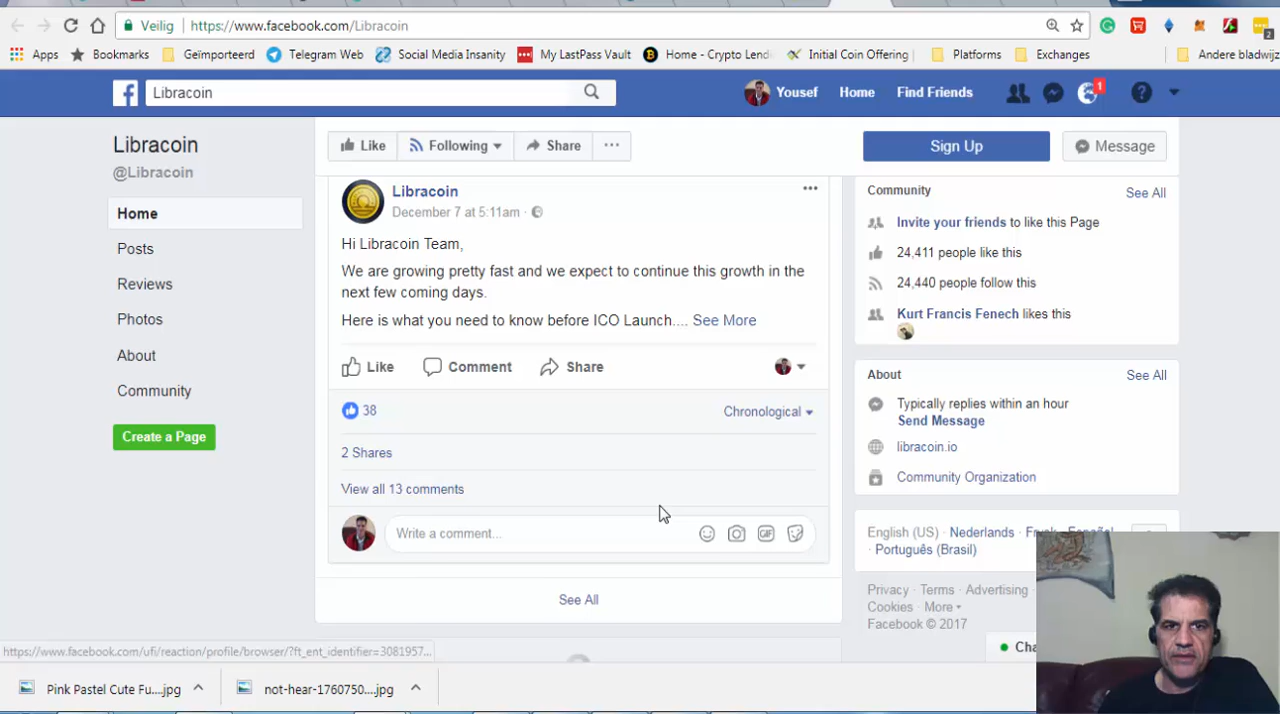 Veilig
https://www.facebook.com/Libracoin
2
Apps
Bookmarks
Geïmporteerd
Telegram Web
Social Media Insanity
My LastPass Vault
Home - Crypto Lend
Initial Coin Offering
Platforms
Exchanges
Andere bladwijz
f
Libracoin
Yousef
Home
Find Friends
1
Libracoin
@Libracoin
Like
Following
Share
Sign Up
Message
Home
Posts
Reviews
Photos
About
Community
Create a Page
Libracoin
December 7 at 5:11am
Hi Libracoin Team,
We are growing pretty fast and we expect to continue this growth in the
next few coming days.
Here is what you need to know before ICO Launch.... See More
Like
Comment
Share
38
Chronological
2 Shares
View all 13 comments
Write a comment...
GIF
See All
Community
See All
Invite your friends to like this Page
24,411 people like this
24,440 people follow this
Kurt Francis Fenech likes this
About
See All
Typically replies within an hour
Send Message
libracoin.io
Community Organization
English (US) · Nederlands ·
· Português (Brasil)
Privacy · Terms · Advertising ·
Cookies · More
Facebook © 2017
Cha
https://www.facebook.com/ufi/reaction/profile/browser/?ft_ent_identifier=3081957...
Pink Pastel Cute Fu....jpg
not-hear-1760750....jpg